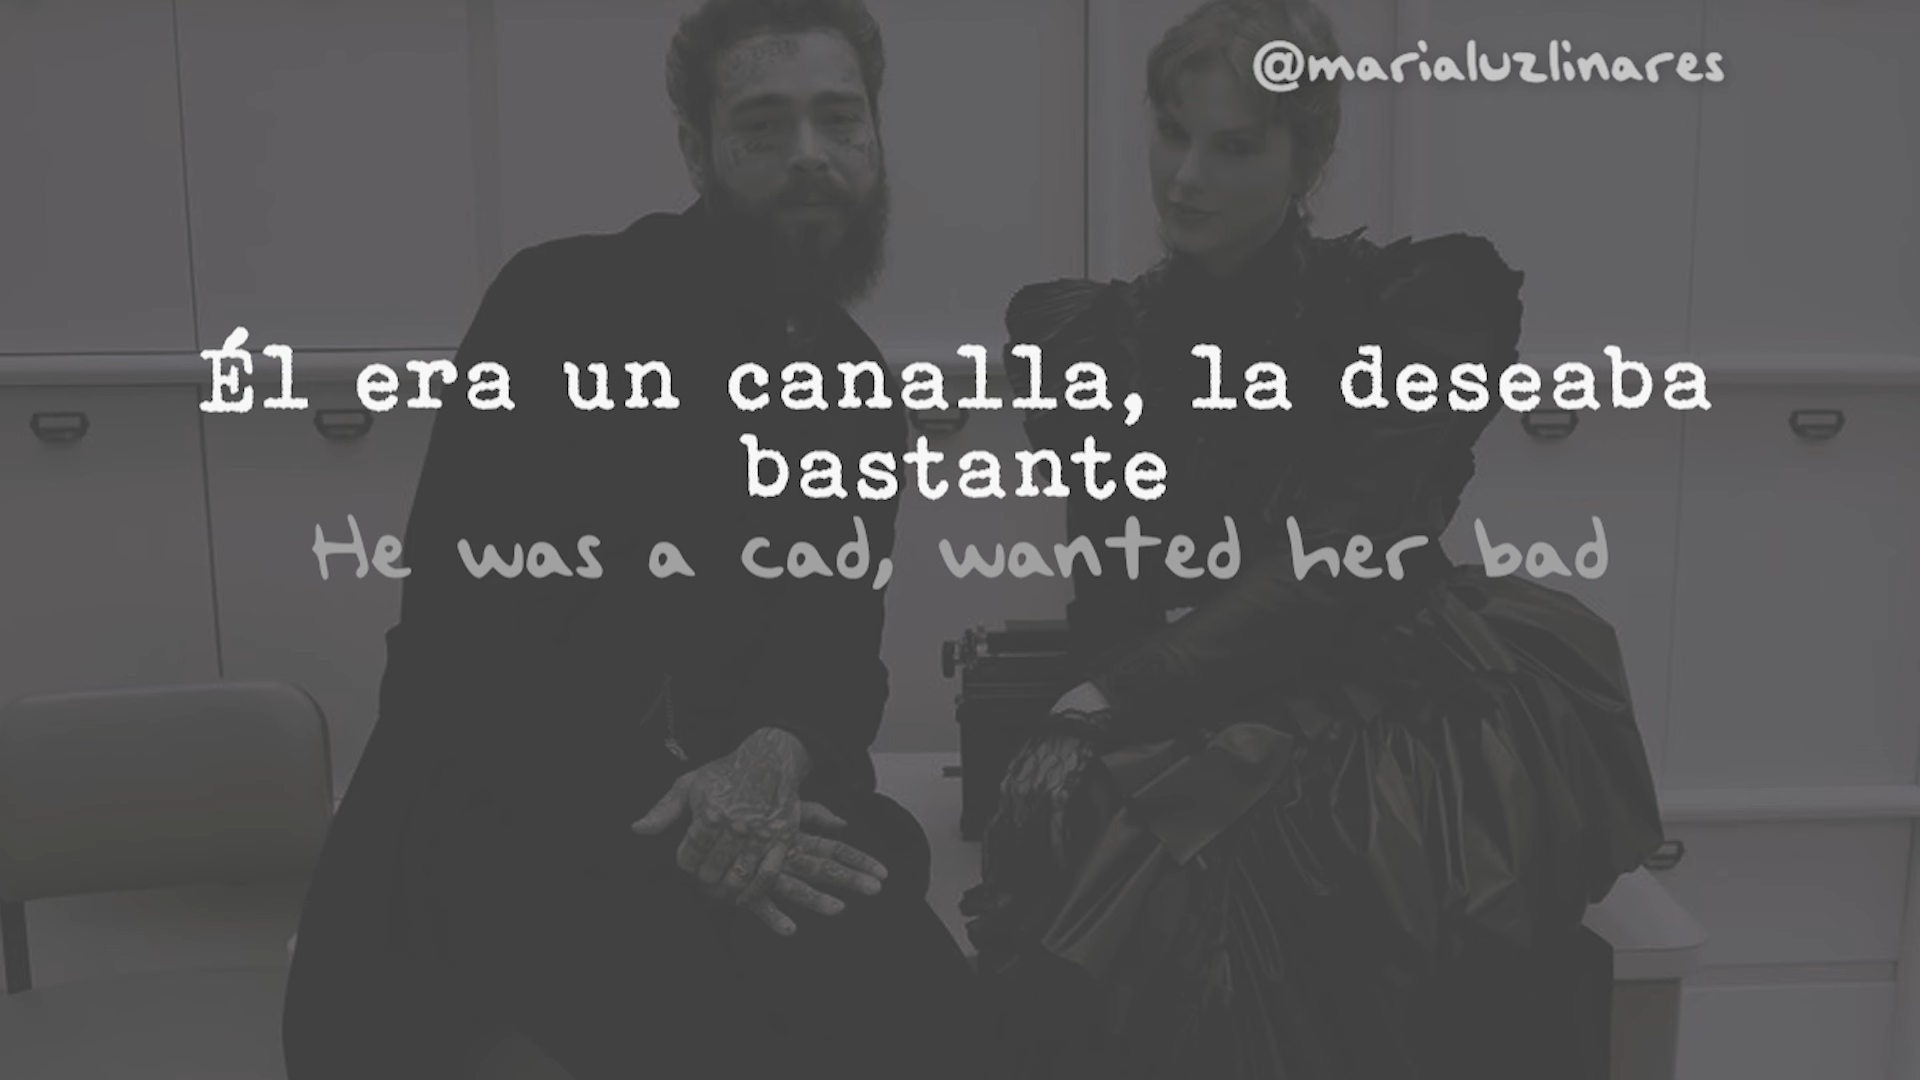 @marialuzlinares
Él era un canalla, la deseaba
bastante
He was a cad, wanted her bad